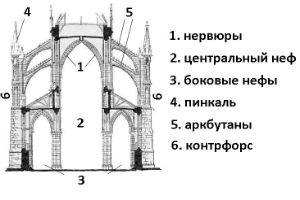 4 5
1. нервюры
2. центральный неф
3. боковые нефы
4. пинкаль
5. аркбутаны
6. контрфорс
1
6 6
2
3